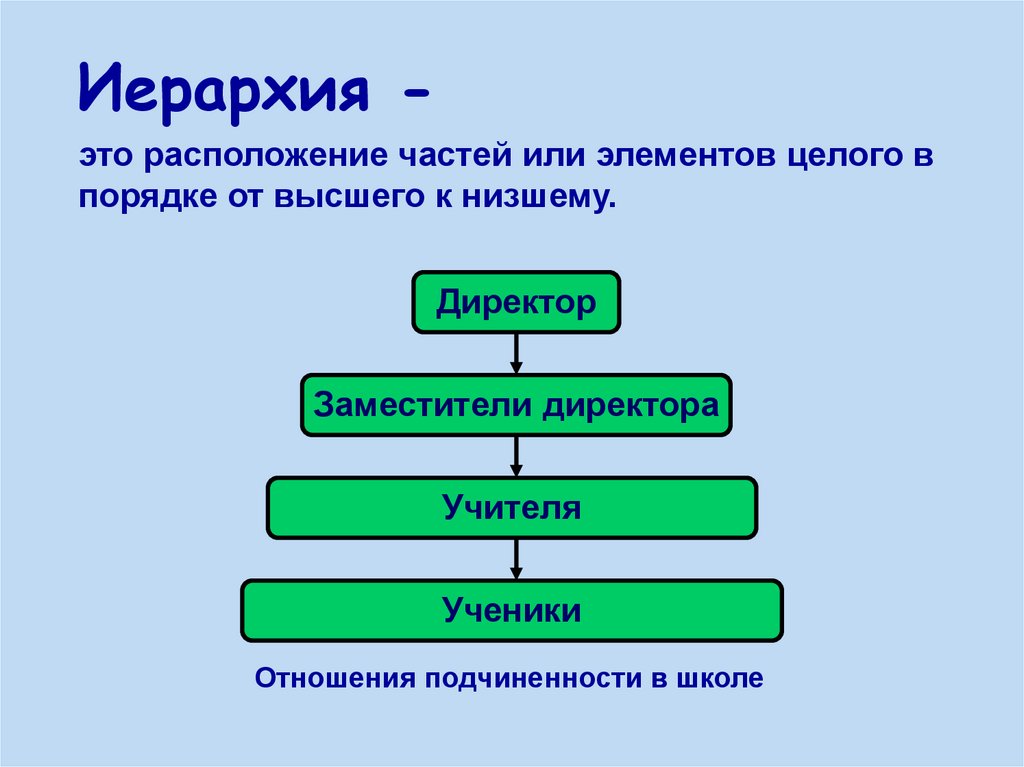 Иерархия -
это расположение частей или элементов целого в
порядке от высшего к низшему.
Директор
Заместители директора
Учителя
Ученики
Отношения подчиненности в школе